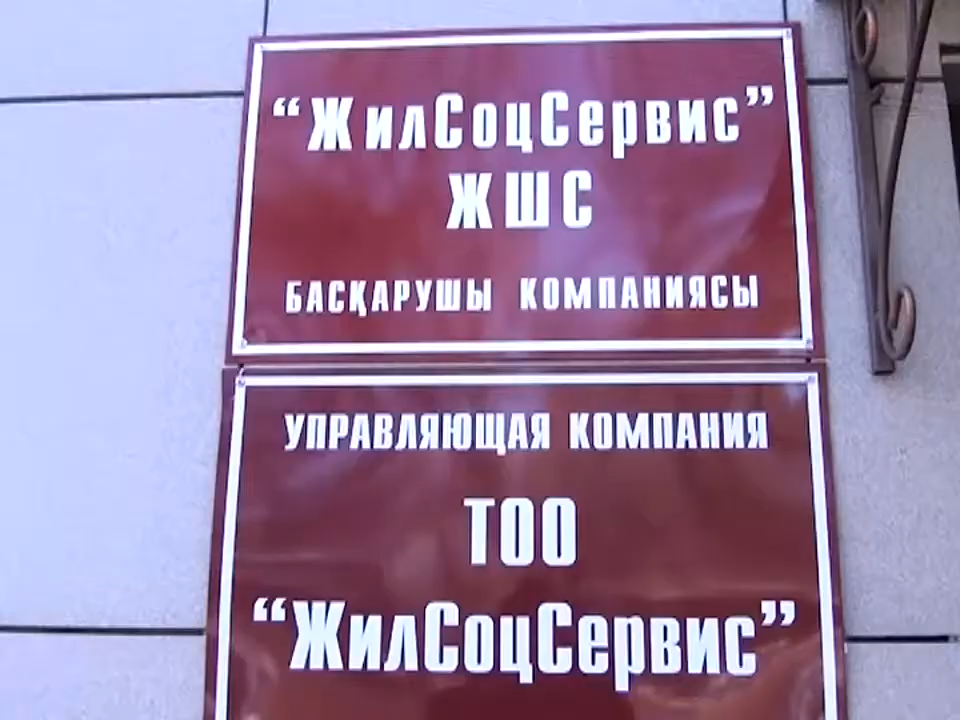 “ЖилСоцСервис”
ЖШС
БАСҚАРУШЫ КОМПАНИЯСЫ
УПРАВЛЯЮЩАЯ КОМПАНИЯ
ТОО
“ЖилСоцСервис”